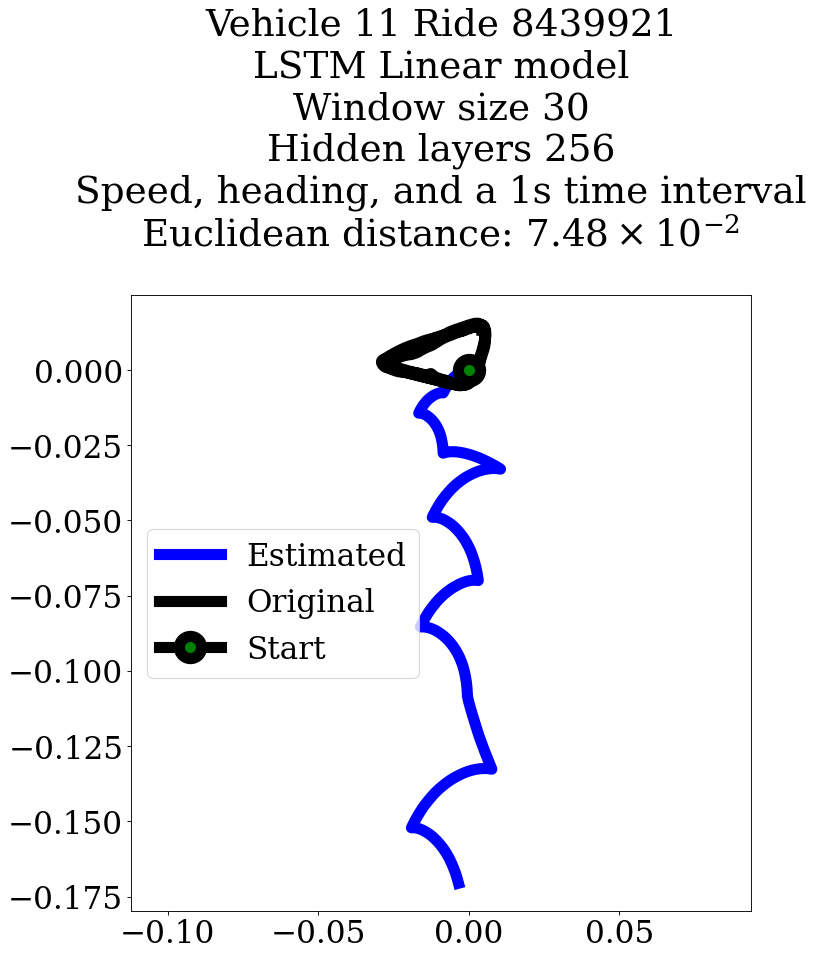 Vehicle 11 Ride 8439921
LSTM Linear model
Window size 30
Hidden layers 256
Speed, heading, and a 1s time interval
Euclidean distance: 7.48 × 10⁻²
0.000
−0.025
−0.050
−0.075
−0.100
−0.125
−0.150
−0.175
Estimated
Original
Start
−0.10 −0.05 0.00 0.05